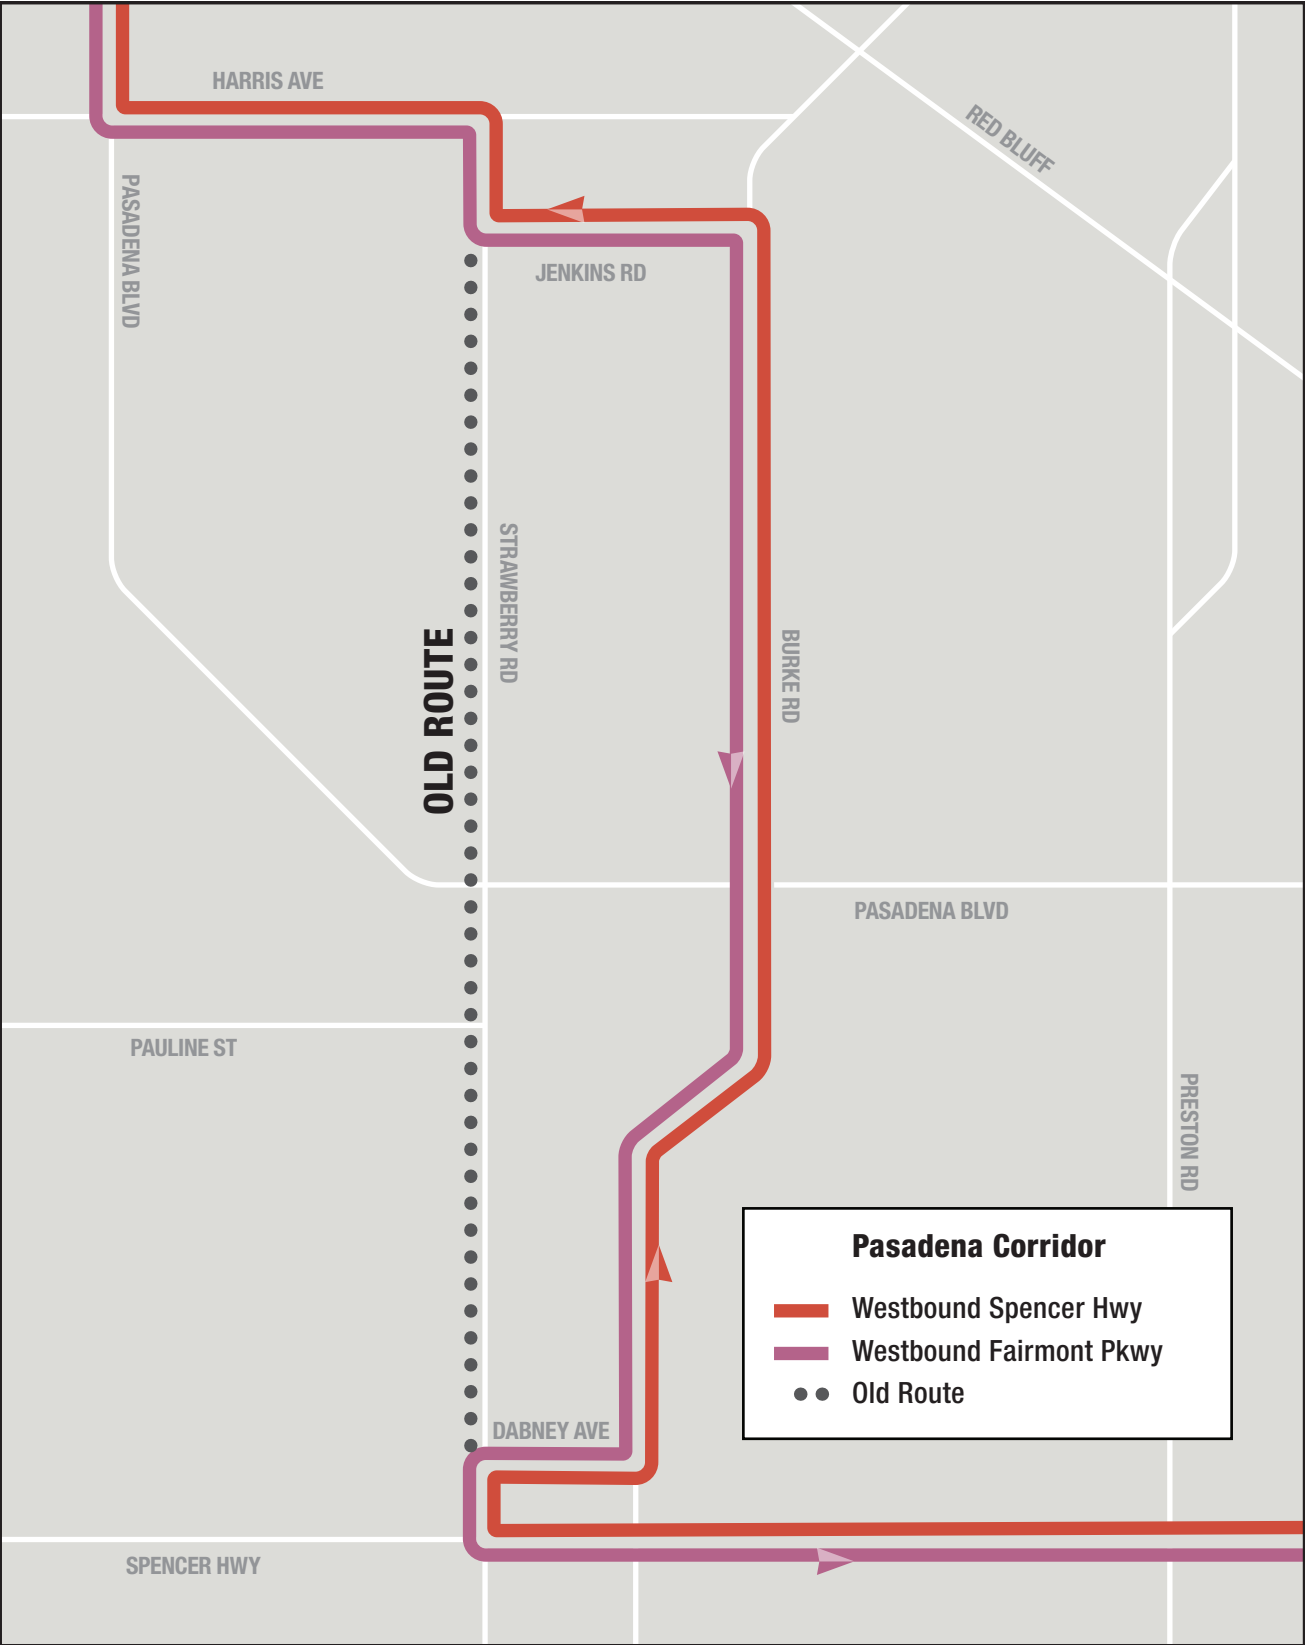 HARRIS AVE
RED BLUFF
PASADENA BLVD
JENKINS RD
STRAWBERRY RD
OLD ROUTE
BURKE RD
PASADENA BLVD
PAULINE ST
PRESTON RD
Pasadena Corridor
Westbound Spencer Hwy
Westbound Fairmont Pkwy
Old Route
DABNEY AVE
SPENCER HWY